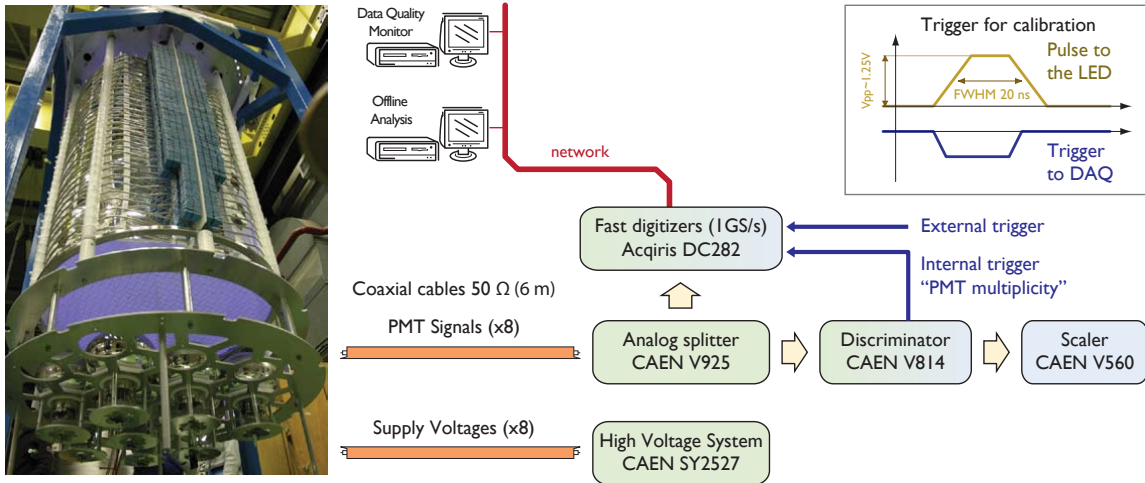 Data Quality
Monitor
Offline
Analysis
network
Trigger for calibration
Pulse to
the LED
Vpp~1.25V
FWHM 20 ns
Trigger
to DAQ
Fast digitizers (1GS/s)
Acqiris DC282
External trigger
Internal trigger
“PMT multiplicity”
Coaxial cables 50 Ω (6 m)
PMT Signals (x8)
Analog splitter
CAEN V925
Discriminator
CAEN V814
Scaler
CAEN V560
Supply Voltages (x8)
High Voltage System
CAEN SY2527